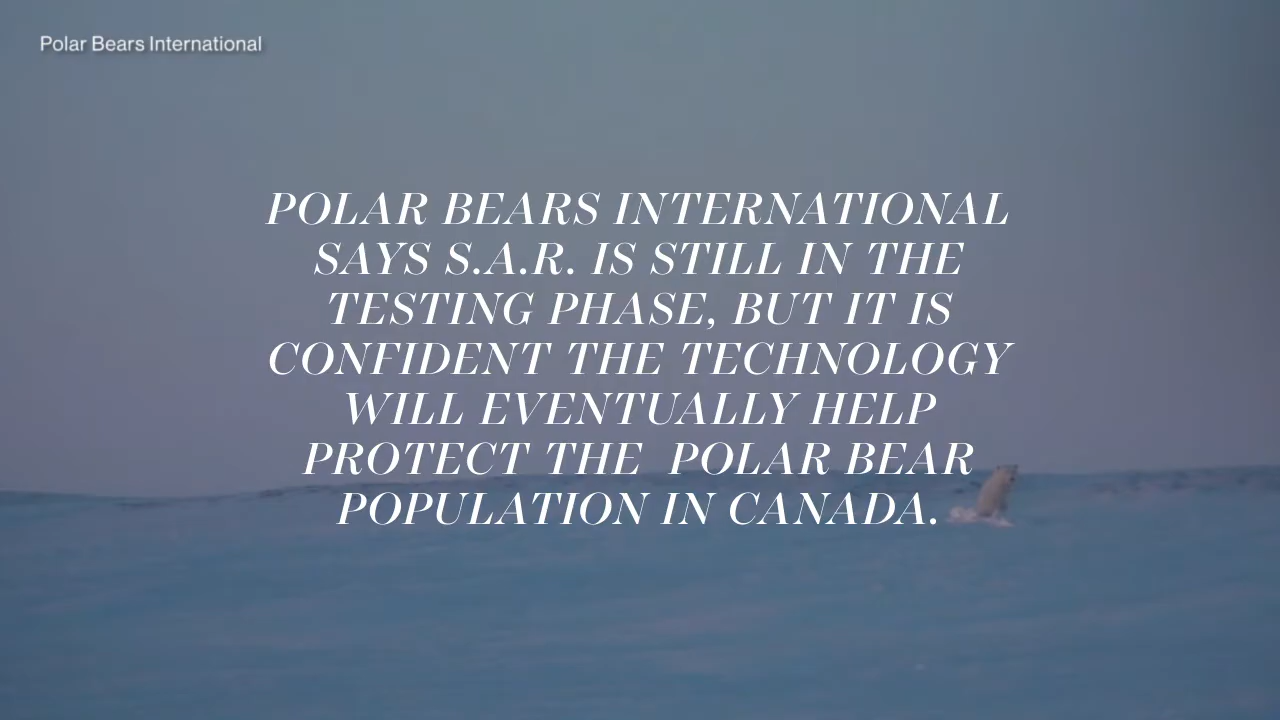 Polar Bears International
POLAR BEARS INTERNATIONAL
SAYS S.A.R. IS STILL IN THE
TESTING PHASE, BUT IT IS
CONFIDENT THE TECHNOLOGY
WILL EVENTUALLY HELP
PROTECT THE  POLAR BEAR
POPULATION IN CANADA.